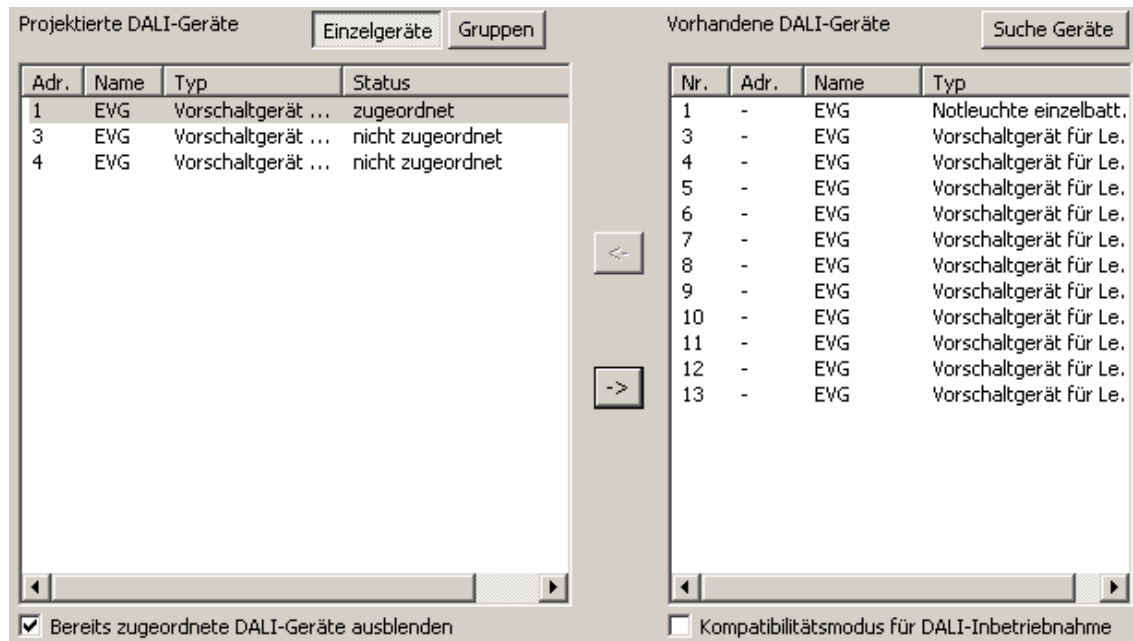 Projektierte DALI-Geräte Einzelgeräte Gruppen
Adr. Name Typ Status
1 EVG Vorschaltgerät ... zugeordnet
3 EVG Vorschaltgerät ... nicht zugeordnet
4 EVG Vorschaltgerät ... nicht zugeordnet
<-
->
Bereits zugeordnete DALI-Geräte ausblenden
Vorhandene DALI-Geräte Suche Geräte
Nr. Adr. Name Typ
1 - EVG Notleuchte einzelbatt.
3 - EVG Vorschaltgerät für Le.
4 - EVG Vorschaltgerät für Le.
5 - EVG Vorschaltgerät für Le.
6 - EVG Vorschaltgerät für Le.
7 - EVG Vorschaltgerät für Le.
8 - EVG Vorschaltgerät für Le.
9 - EVG Vorschaltgerät für Le.
10 - EVG Vorschaltgerät für Le.
11 - EVG Vorschaltgerät für Le.
12 - EVG Vorschaltgerät für Le.
13 - EVG Vorschaltgerät für Le.
Kompatibilitätsmodus für DALI-Inbetriebnahme